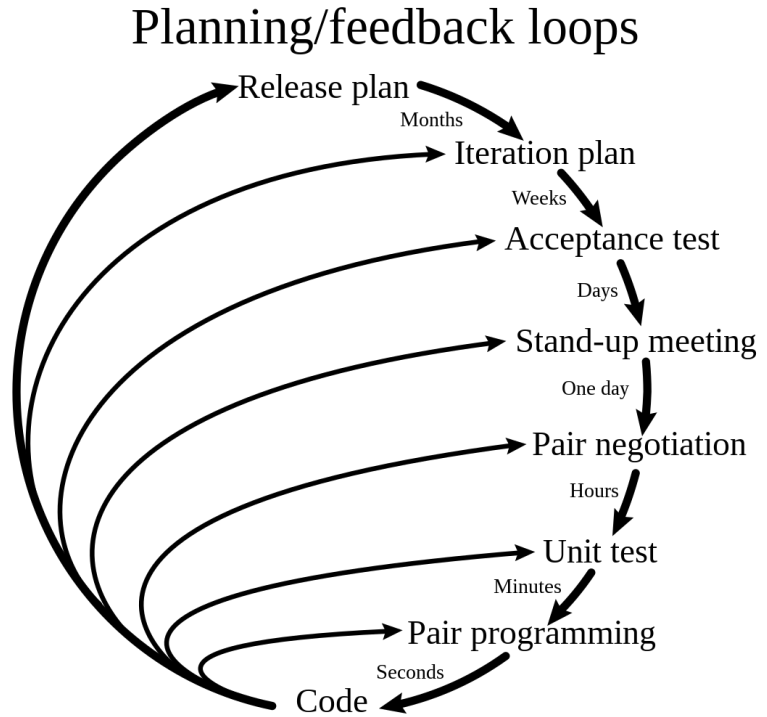 Planning/feedback loops
Release plan
Months
Iteration plan
Weeks
Acceptance test
Days
Stand-up meeting
One day
Pair negotiation
Hours
Unit test
Minutes
Pair programming
Seconds
Code